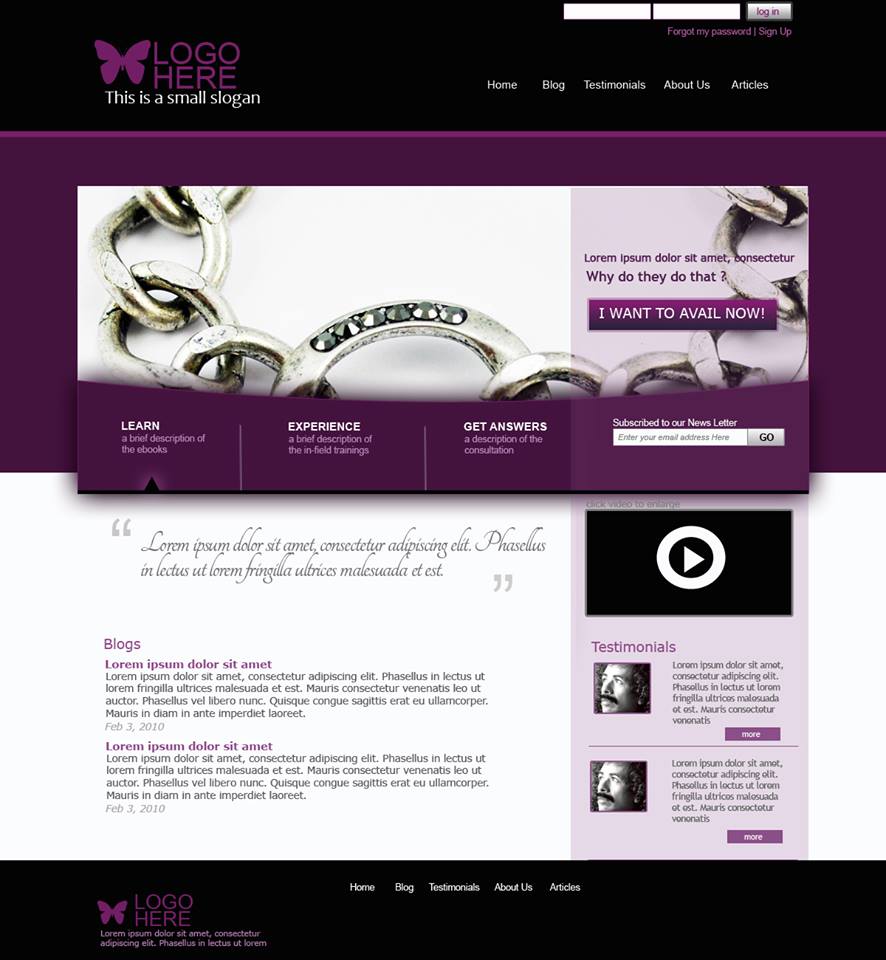 log in
Forgot my password | Sign Up
LOGO
HERE
This is a small slogan
Home Blog Testimonials About Us Articles
Lorem ipsum dolor sit amet, consectetur
Why do they do that ?
I WANT TO AVAIL NOW!
LEARN
a brief description of
the ebooks
EXPERIENCE
a brief description of
the in-field trainings
GET ANSWERS
a description of the
consultation
Subscribed to our News Letter
Enter your email address Here GO
click video to enlarge
“ Lorem ipsum dolor sit amet, consectetur adipiscing elit. Phasellus
in lectus ut lorem fringilla ultrices malesuada et est. ”
Blogs
Lorem ipsum dolor sit amet
Lorem ipsum dolor sit amet, consectetur adipiscing elit. Phasellus in lectus ut
lorem fringilla ultrices malesuada et est. Mauris consectetur venenatis leo ut
auctor. Phasellus vel libero nunc. Quisque congue sagittis erat eu ullamcorper.
Mauris in diam in ante imperdiet laoreet.
Feb 3, 2010
Lorem ipsum dolor sit amet
Lorem ipsum dolor sit amet, consectetur adipiscing elit. Phasellus in lectus ut
lorem fringilla ultrices malesuada et est. Mauris consectetur venenatis leo ut
auctor. Phasellus vel libero nunc. Quisque congue sagittis erat eu ullamcorper.
Mauris in diam in ante imperdiet laoreet.
Feb 3, 2010
Testimonials
Lorem ipsum dolor sit amet,
consectetur adipiscing elit.
Phasellus in lectus ut lorem
fringilla ultrices malesuada
et est. Mauris consectetur
venenatis
more
Lorem ipsum dolor sit amet,
consectetur adipiscing elit.
Phasellus in lectus ut lorem
fringilla ultrices malesuada
et est. Mauris consectetur
venenatis
more
Home Blog Testimonials About Us Articles
LOGO
HERE
Lorem ipsum dolor sit amet, consectetur
adipiscing elit. Phasellus in lectus ut lorem